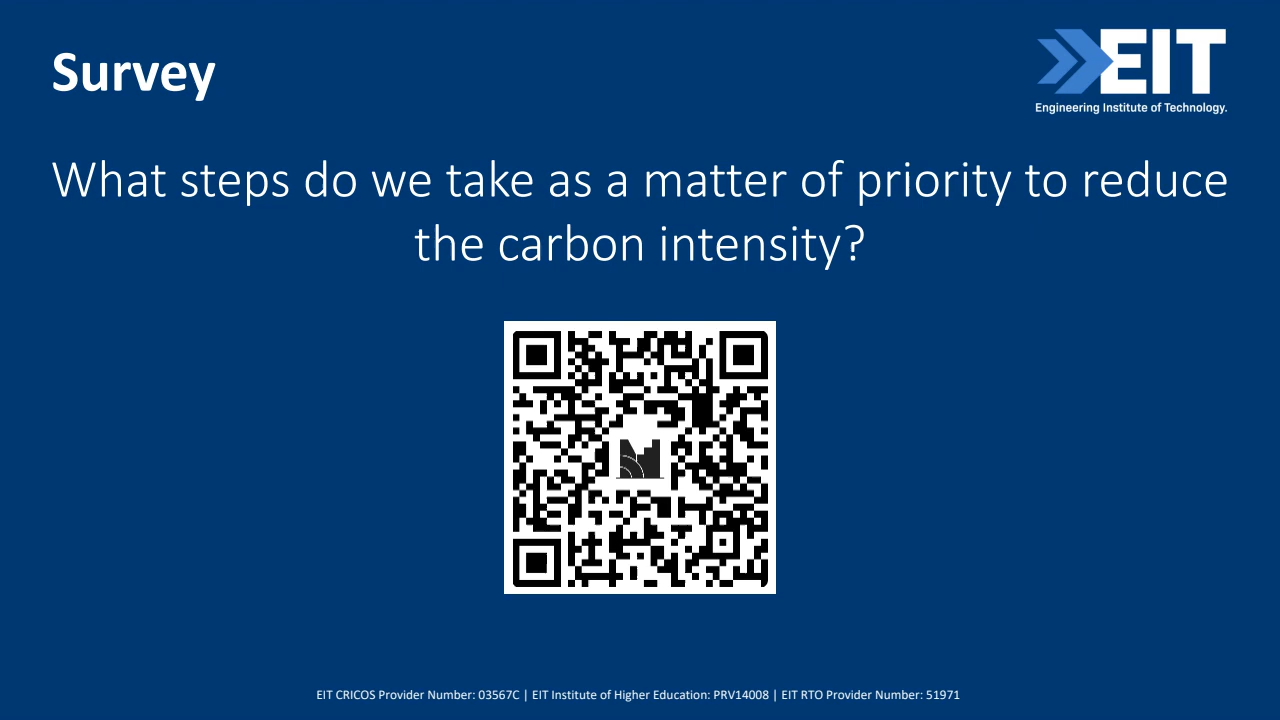 Survey
EIT
Engineering Institute of Technology.
What steps do we take as a matter of priority to reduce
the carbon intensity?
EIT CRICOS Provider Number: 03567C | EIT Institute of Higher Education: PRV14008 | EIT RTO Provider Number: 51971